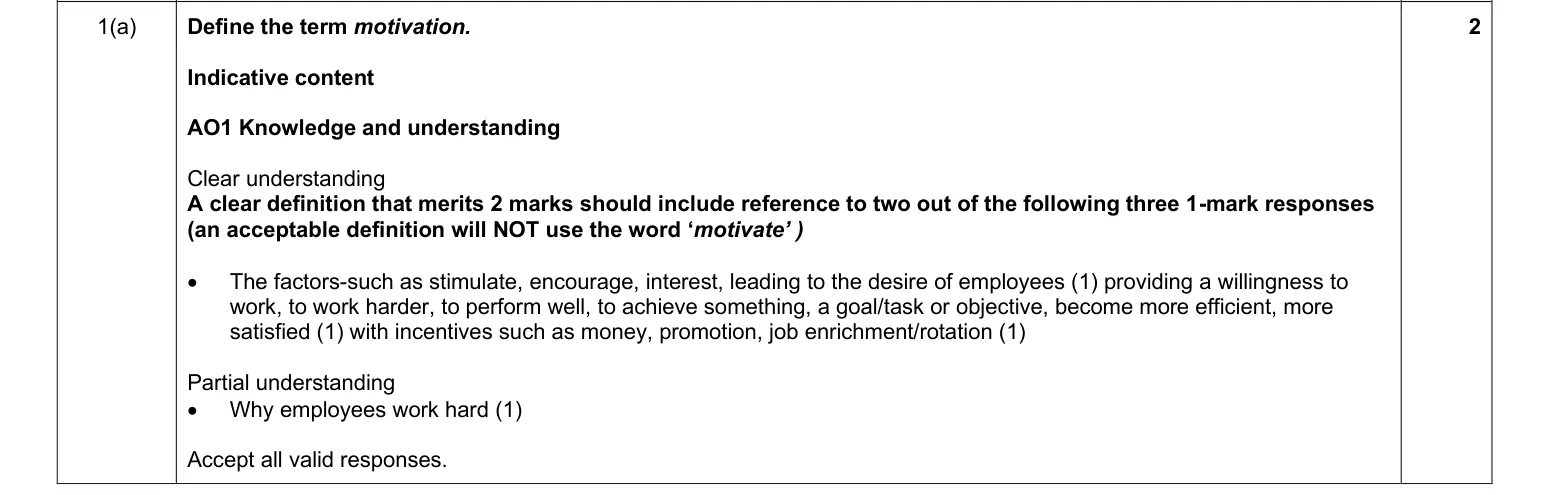 1(a)
Define the term motivation.
2
Indicative content
AO1 Knowledge and understanding
Clear understanding
A clear definition that merits 2 marks should include reference to two out of the following three 1-mark responses
(an acceptable definition will NOT use the word ‘motivate’ )
• The factors-such as stimulate, encourage, interest, leading to the desire of employees (1) providing a willingness to
work, to work harder, to perform well, to achieve something, a goal/task or objective, become more efficient, more
satisfied (1) with incentives such as money, promotion, job enrichment/rotation (1)
Partial understanding
• Why employees work hard (1)
Accept all valid responses.